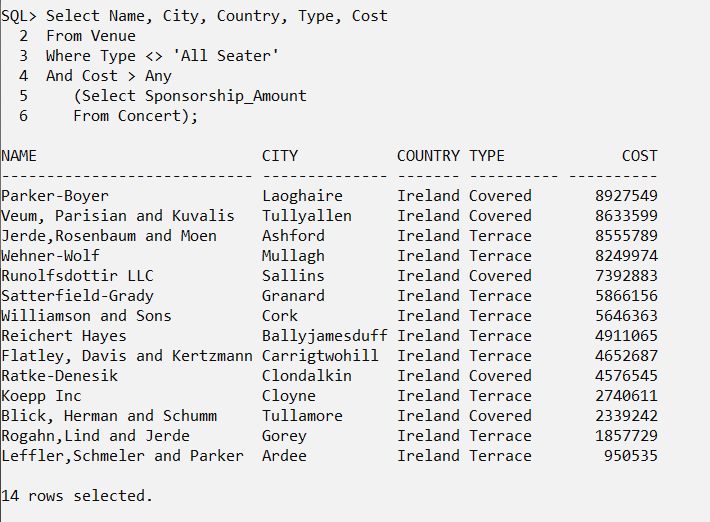 SQL> Select Name, City, Country, Type, Cost
  2  From Venue
  3  Where Type <> 'All Seater'
  4  And Cost > Any
  5     (Select Sponsorship_Amount
  6     From Concert);

NAME                         CITY           COUNTRY TYPE             COST
---------------------------- -------------- ------- ---------- ----------
Parker-Boyer                 Laoghaire      Ireland Covered       8927549
Veum, Parisian and Kuvalis   Tullyallen     Ireland Covered       8633599
Jerde,Rosenbaum and Moen     Ashford        Ireland Terrace       8555789
Wehner-Wolf                  Mullagh        Ireland Terrace       8249974
Runolfsdottir LLC            Sallins        Ireland Covered       7392883
Satterfield-Grady            Granard        Ireland Terrace       5866156
Williamson and Sons          Cork           Ireland Terrace       5646363
Reichert Hayes               Ballyjamesduff Ireland Terrace       4911065
Flatley, Davis and Kertzmann Carrigtwohill  Ireland Terrace       4652687
Ratke-Denesik                Clondalkin     Ireland Covered       4576545
Koepp Inc                    Cloyne         Ireland Terrace       2740611
Blick, Herman and Schumm     Tullamore      Ireland Covered       2339242
Rogahn,Lind and Jerde        Gorey          Ireland Terrace       1857729
Leffler,Schmeler and Parker  Ardee          Ireland Terrace        950535

14 rows selected.